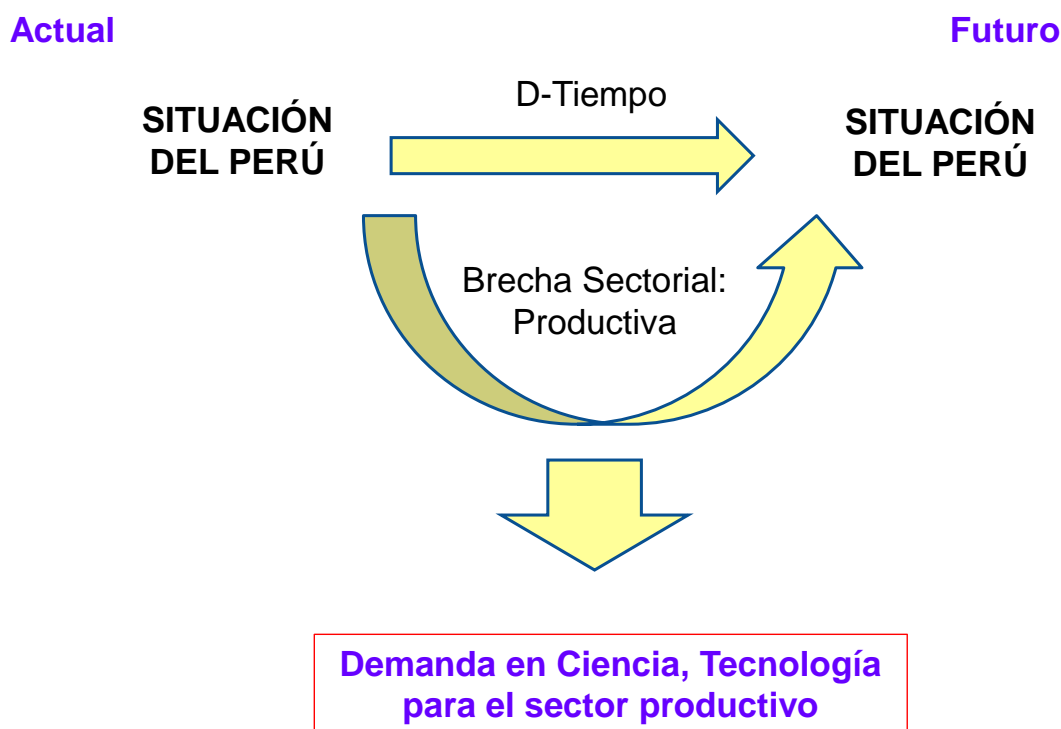 Actual
Futuro
D-Tiempo
SITUACIÓN
DEL PERÚ
SITUACIÓN
DEL PERÚ
Brecha Sectorial:
Productiva
Demanda en Ciencia, Tecnología
para el sector productivo